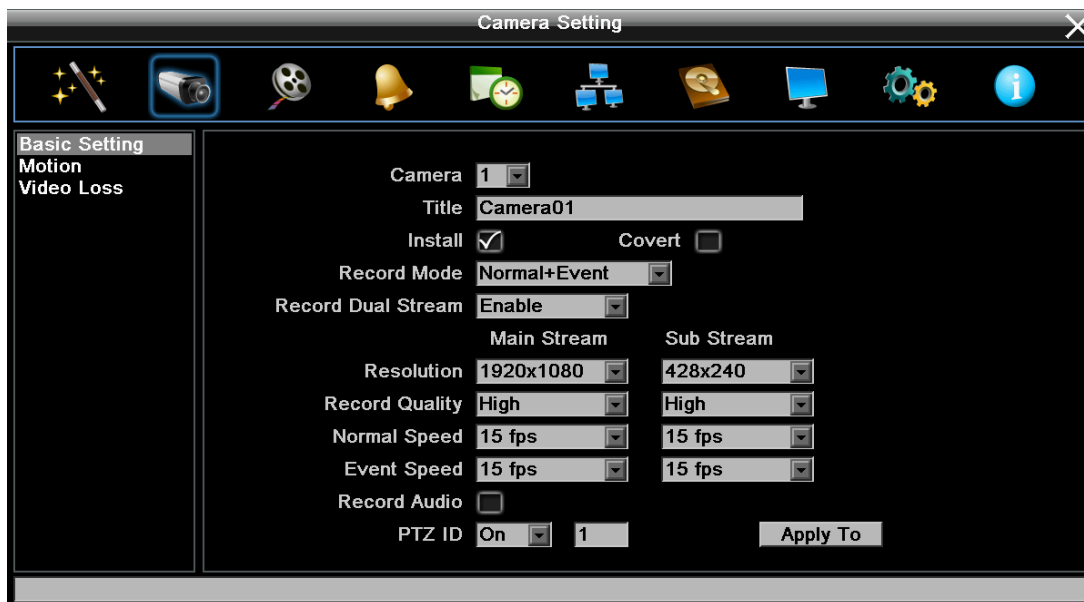 Camera Setting
Basic Setting
Motion
Video Loss
Camera 1
Title Camera01
Install Covert
Record Mode Normal+Event
Record Dual Stream Enable
Main Stream Sub Stream
Resolution 1920x1080 428x240
Record Quality High High
Normal Speed 15 fps 15 fps
Event Speed 15 fps 15 fps
Record Audio
PTZ ID On 1 Apply To